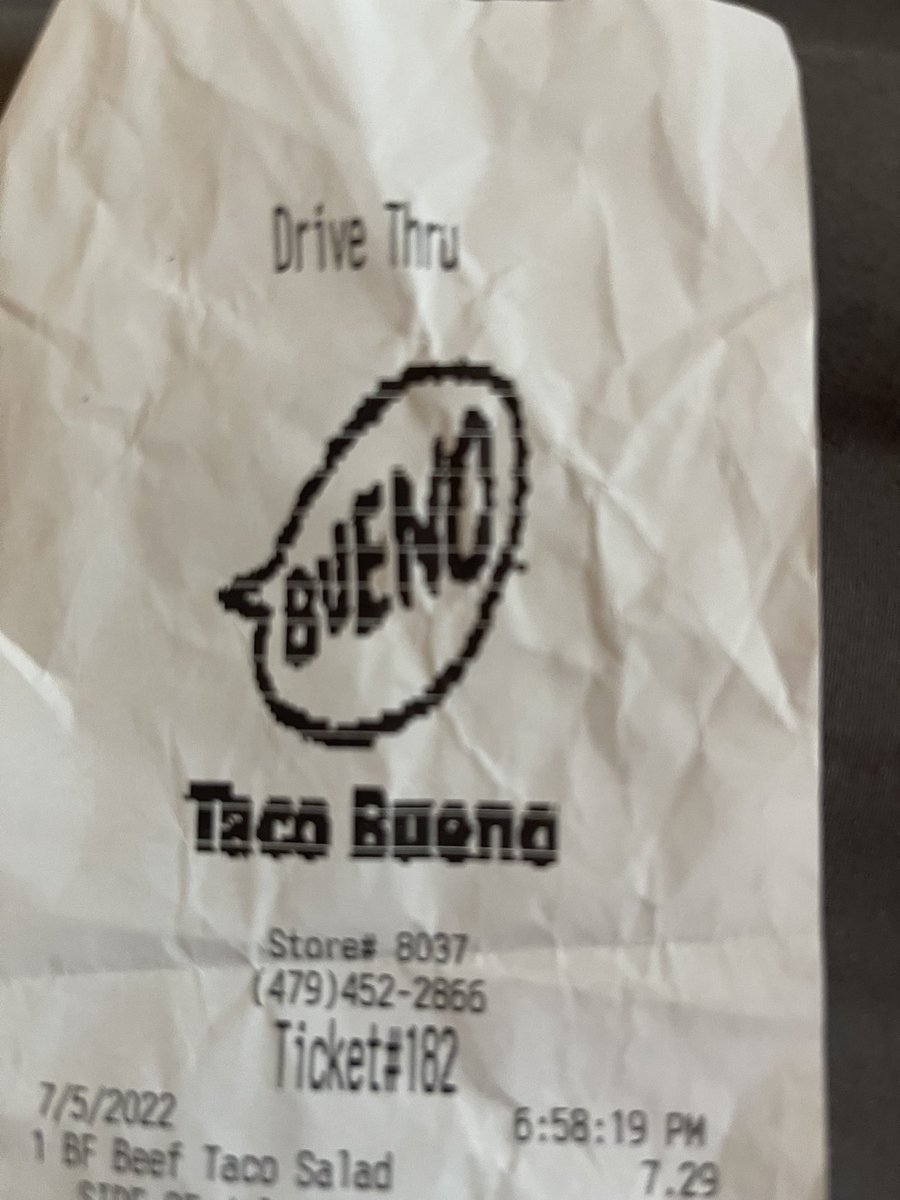 Drive Thru
BUENO
Taco Bueno
Store# 8037
(479)452-2866
Ticket#182
7/5/2022 6:58:19 PM
1 BF Beef Taco Salad 7.29
SIDE